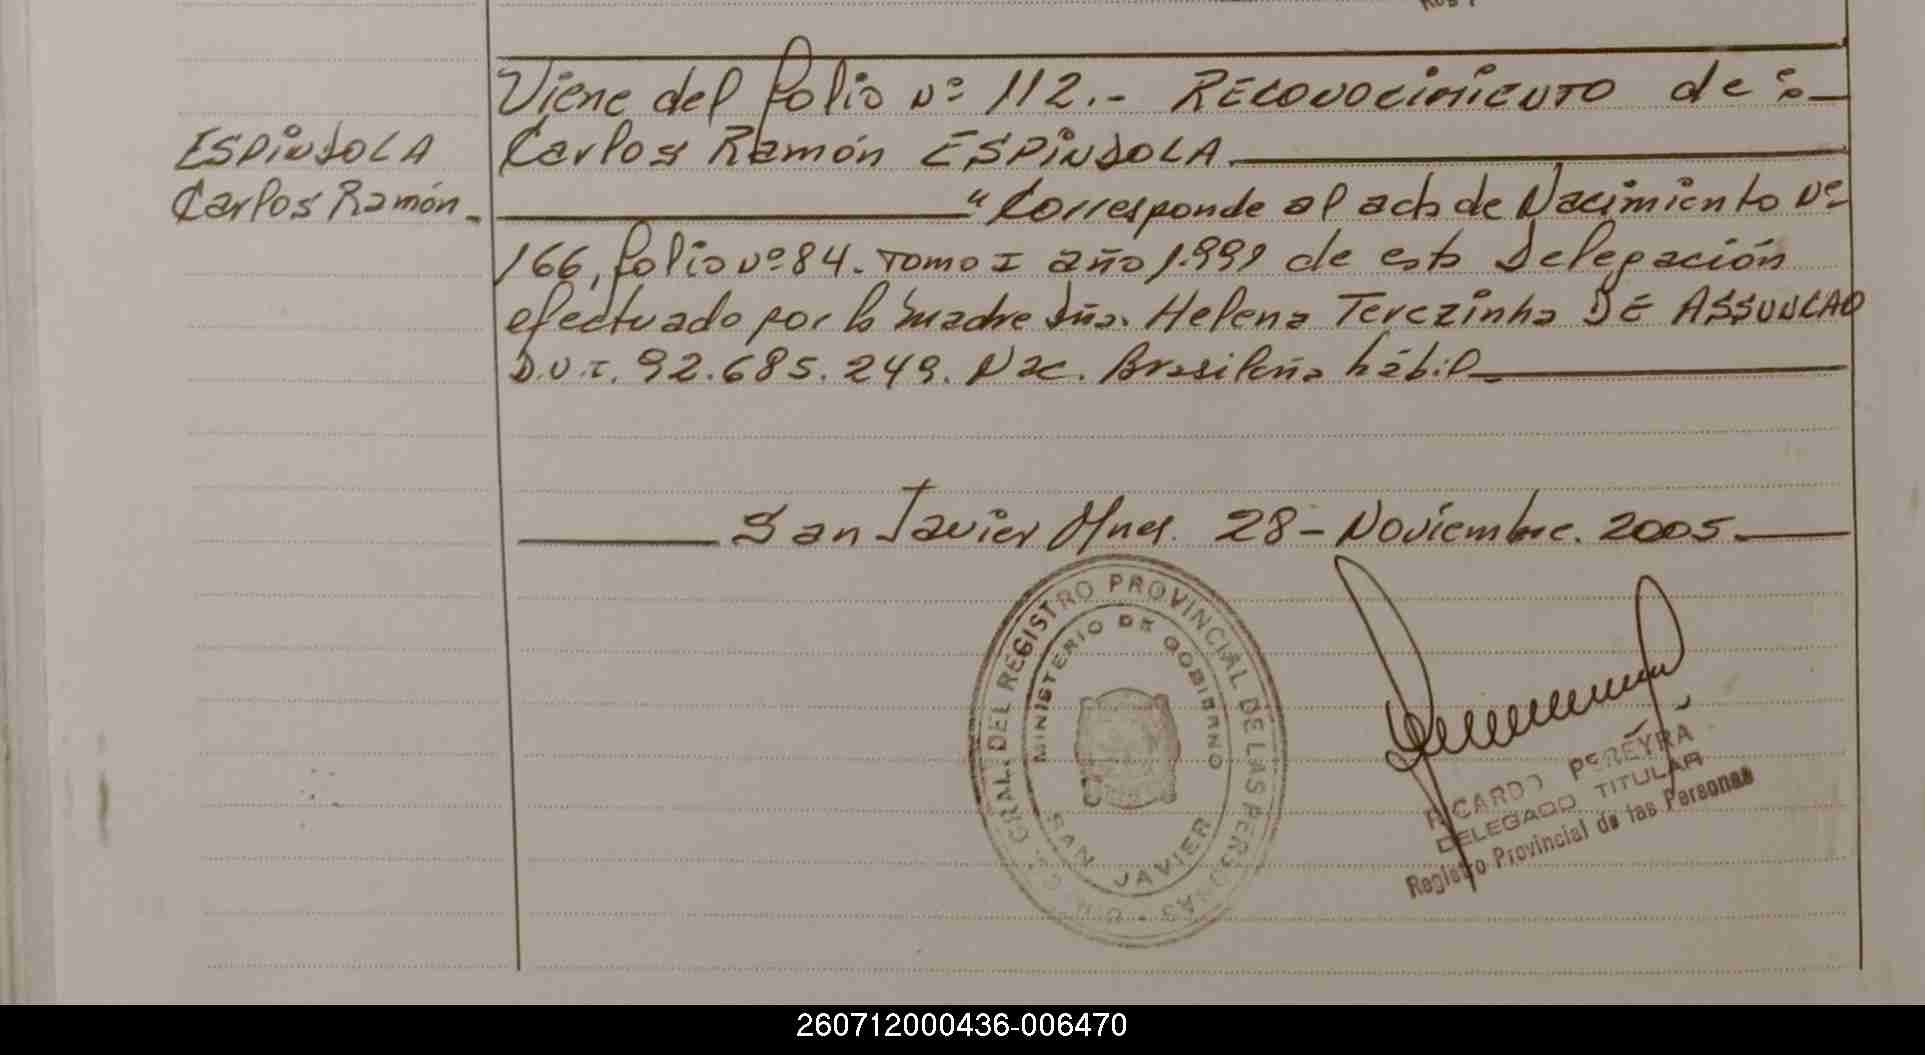 Viene del folio Nº 112.- RECONOCIMIENTO de:
ESPINDOLA
Carlos Ramón.
Carlos Ramón ESPINDOLA.
"Corresponde al acta de Nacimiento Nº
166, folio Nº 84. Tomo I año 1.991 de esta Delegación
efectuado por la madre Dña. Helena Terezinha DE ASSUNCAO
D.N.I. 92.685.249. Nac. Brasileña hábil
San Javier Mnes. 28 - Noviembre. 2005.
GRAL. DEL REGISTRO PROVINCIAL DE LAS PERSONAS
MINISTERIO DE GOBIERNO
SAN JAVIER
RICARDO PEREYRA
DELEGADO TITULAR
Registro Provincial de las Personas
260712000436-006470